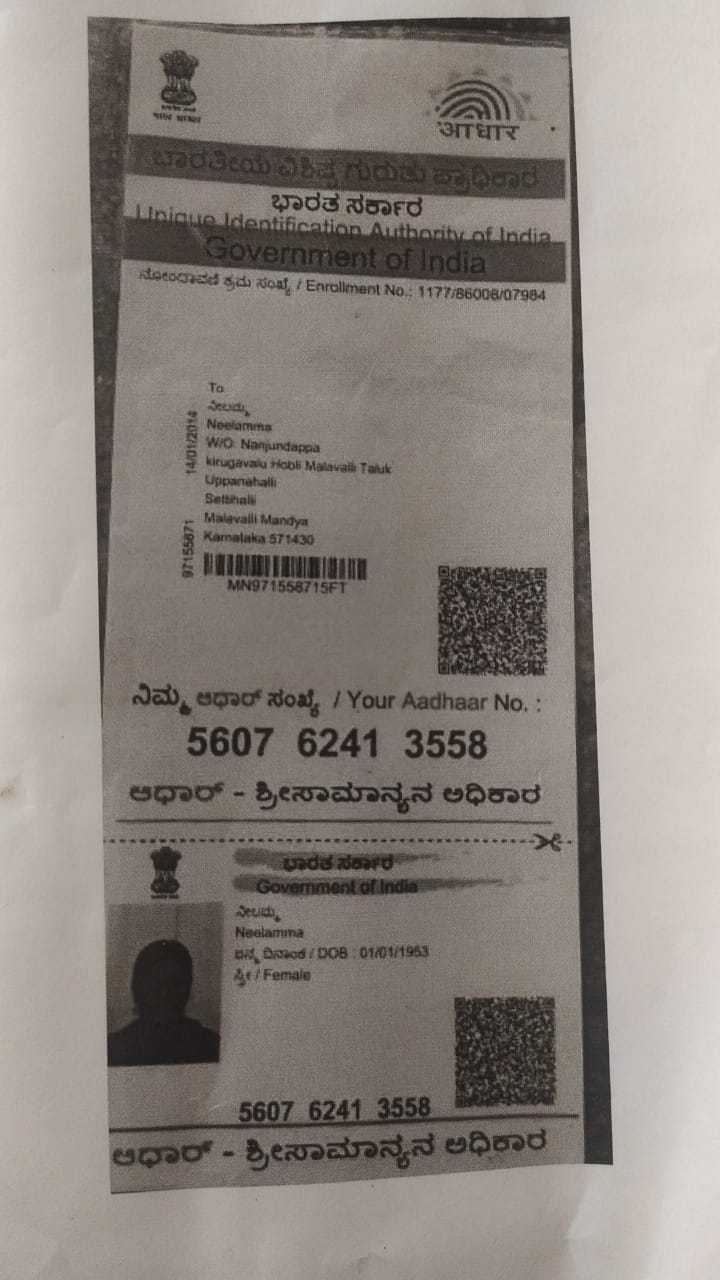 आधार
ಭಾರತೀಯ ವಿಶಿಷ್ಟ ಗುರುತು ಪ್ರಾಧಿಕಾರ
ಭಾರತ ಸರ್ಕಾರ
Unique Identification Authority of India
Government of India
ನೋಂದಾವಣೆ ಕ್ರಮ ಸಂಖ್ಯೆ / Enrollment No.: 1177/86008/07984
To
ನೀಲಮ್ಮ
Neelamma
W/O Nanjundappa
kirugavalu Hobli Malavalli Taluk
Uppanahalli
Settihalli
Malavalli Mandya
Karnataka 571430
14/01/2014
97155871
MN971558715FT
ನಿಮ್ಮ ಆಧಾರ್ ಸಂಖ್ಯೆ / Your Aadhaar No. :
5607 6241 3558
ಆಧಾರ್ - ಶ್ರೀಸಾಮಾನ್ಯನ ಅಧಿಕಾರ
ಭಾರತ ಸರ್ಕಾರ
Government of India
ನೀಲಮ್ಮ
Neelamma
ಜನ್ಮ ದಿನಾಂಕ / DOB : 01/01/1953
ಸ್ತ್ರೀ / Female
5607 6241 3558
ಆಧಾರ್ - ಶ್ರೀಸಾಮಾನ್ಯನ ಅಧಿಕಾರ